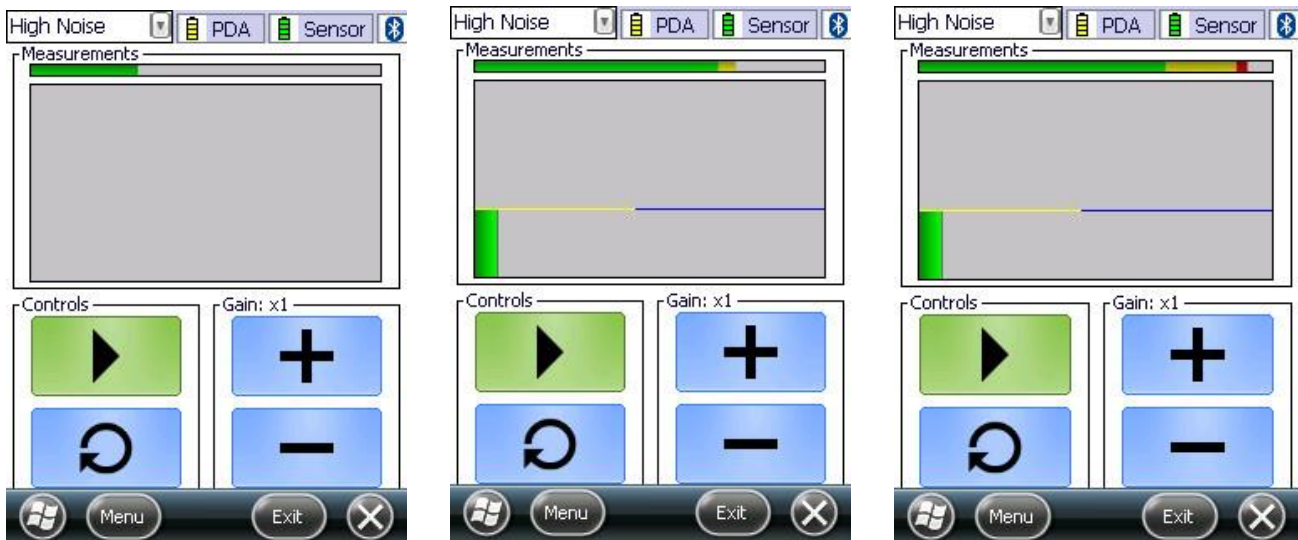 High Noise PDA Sensor
Measurements
Controls Gain: x1
Menu Exit
High Noise PDA Sensor
Measurements
Controls Gain: x1
Menu Exit
High Noise PDA Sensor
Measurements
Controls Gain: x1
Menu Exit